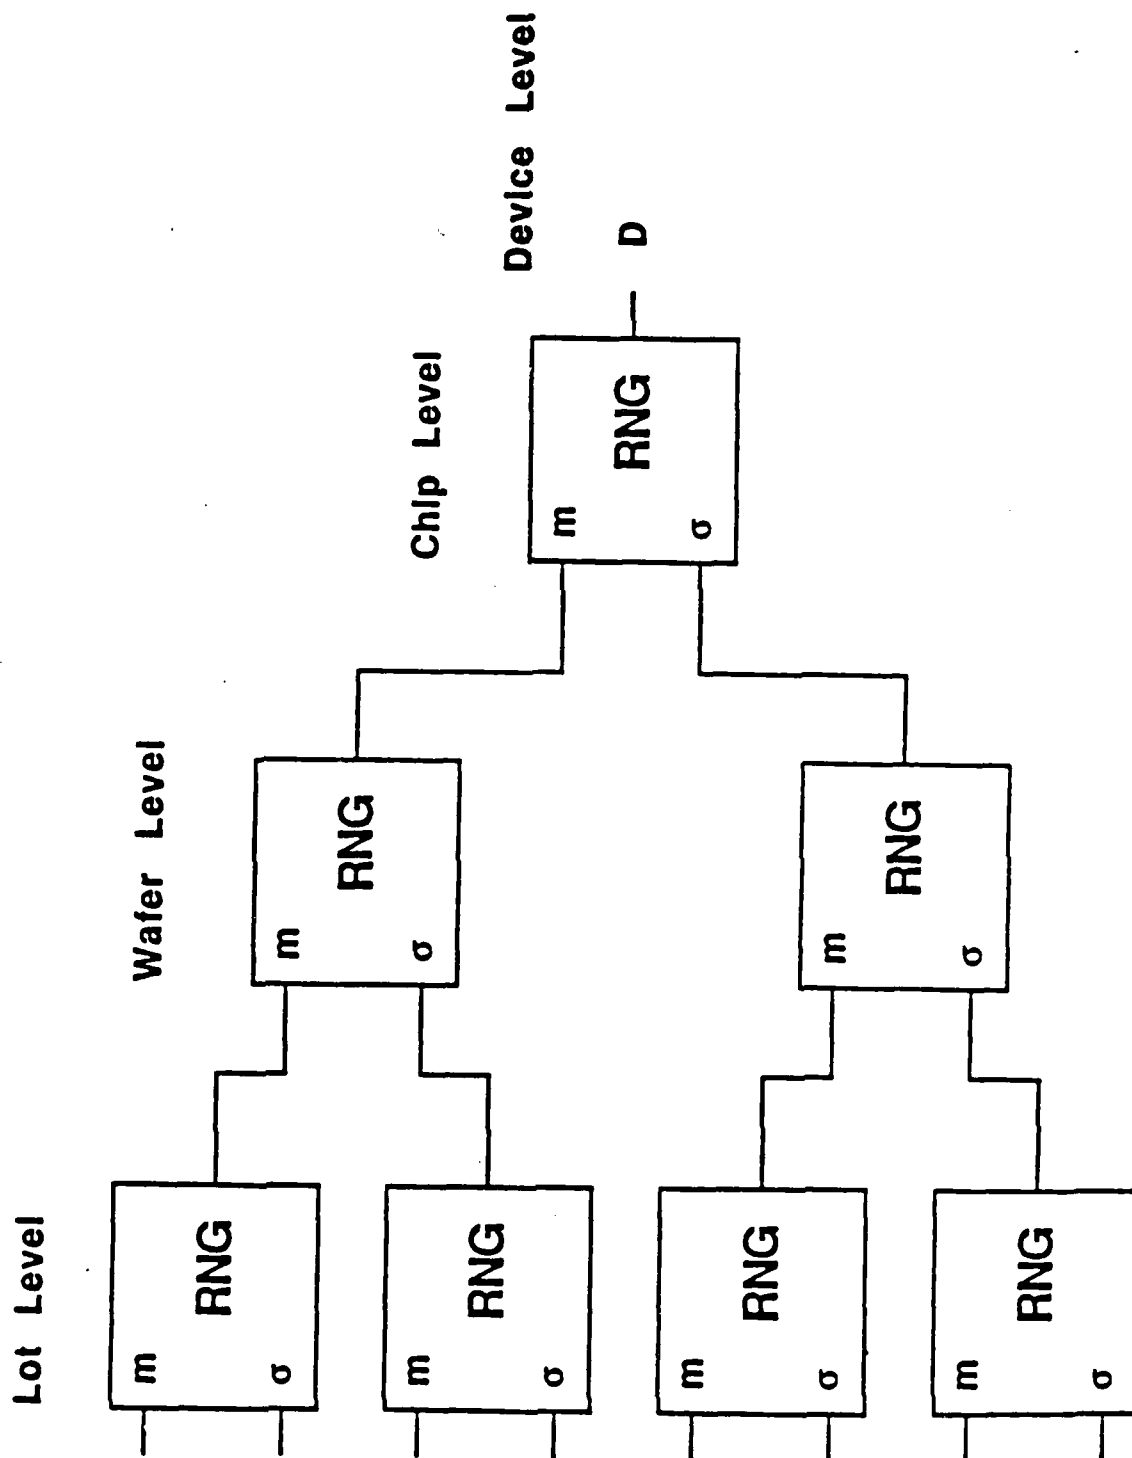 Lot Level
Wafer Level
Chip Level
Device Level
m
RNG
σ
m
RNG
σ
m
RNG
σ
m
RNG
σ
m
RNG
σ
m
RNG
σ
m
RNG
σ
D